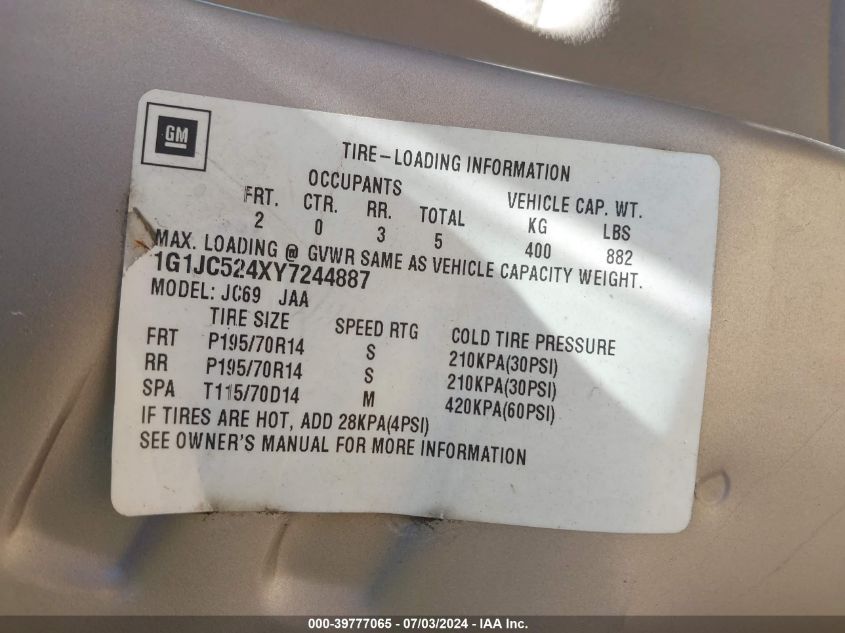 GM
TIRE-LOADING INFORMATION
OCCUPANTS VEHICLE CAP. WT.
FRT. CTR. RR. TOTAL KG LBS
2 0 3 5 400 882
MAX. LOADING @ GVWR SAME AS VEHICLE CAPACITY WEIGHT.
1G1JC524XY7244887
MODEL: JC69 JAA
TIRE SIZE SPEED RTG COLD TIRE PRESSURE
FRT P195/70R14 S 210KPA(30PSI)
RR P195/70R14 S 210KPA(30PSI)
SPA T115/70D14 M 420KPA(60PSI)
IF TIRES ARE HOT, ADD 28KPA(4PSI)
SEE OWNER'S MANUAL FOR MORE INFORMATION
000-39777065 - 07/03/2024 - IAA Inc.